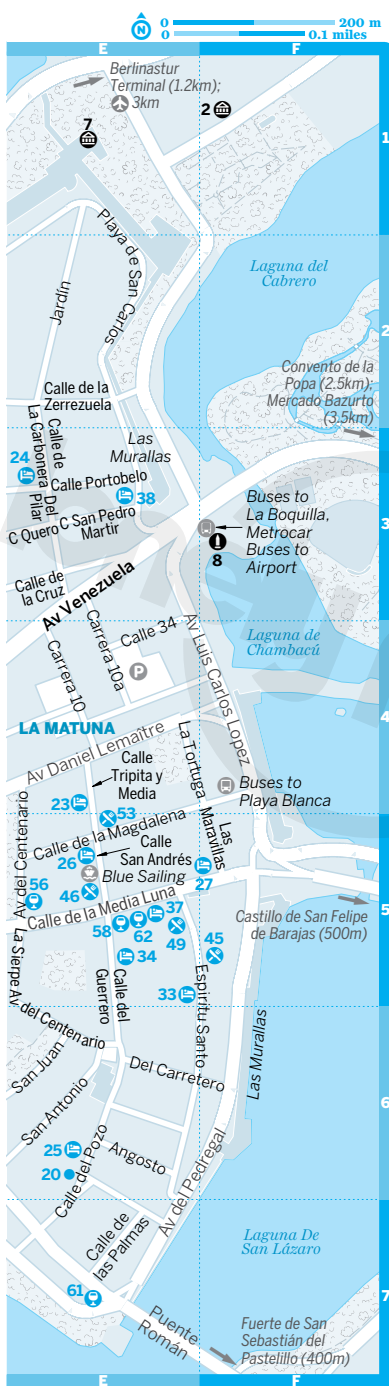 N
0 200 m
0 0.1 miles
E F
Berlinastur
Terminal (1.2km);
3km
2
7
1
Playa de San Carlos
Laguna del
Cabrero
Jardín
2
Convento de la
Popa (2.5km);
Mercado Bazurto
(3.5km)
Calle de la
Zerrezuela
Las
Murallas
24
La Carbonera
Calle de
Del
Pilar
Calle Portobelo
38
Buses to
La Boquilla,
Metrocar
Buses to
Airport
8
3
C Quero
C San Pedro
Martir
Calle de
la Cruz
Av Venezuela
Calle 34
Carrera 10a
Carrera 10
P
Av Luis Carlos Lopez
Laguna de
Chambacú
4
LA MATUNA
Av Daniel Lemaitre
La Tortuga
Calle
Tripita y
Media
Buses to
Playa Blanca
23
53
Calle de la Magdalena
Las
Maravillas
Av del Centenario
26
Calle
San Andrés
Blue Sailing
27
56
46
Calle de la Media Luna
37
58
62
49
45
5
Castillo de San Felipe
de Barajas (500m)
La Sierpe
34
Calle del
Guerrero
Espíritu Santo
33
Av del Centenario
Las Murallas
San Juan
Del Carretero
6
San Antonio
25
Angosto
20
Calle del Pozo
Av del Pedregal
Calle de
las Palmas
Laguna De
San Lázaro
61
7
Puente
Román
Fuerte de San
Sebastián del
Pastelillo (400m)
E F